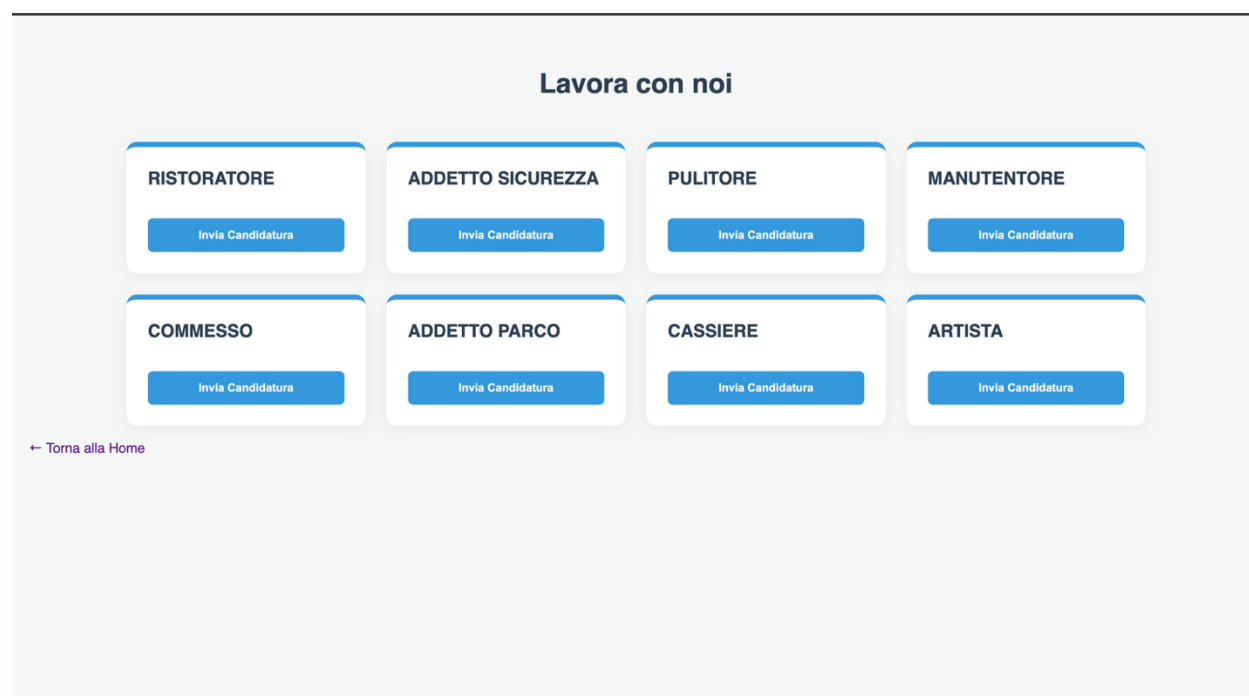 Lavora con noi
RISTORATORE
ADDETTO SICUREZZA
PULITORE
MANUTENTORE
Invia Candidatura
Invia Candidatura
Invia Candidatura
Invia Candidatura
COMMESSO
ADDETTO PARCO
CASSIERE
ARTISTA
Invia Candidatura
Invia Candidatura
Invia Candidatura
Invia Candidatura
← Torna alla Home